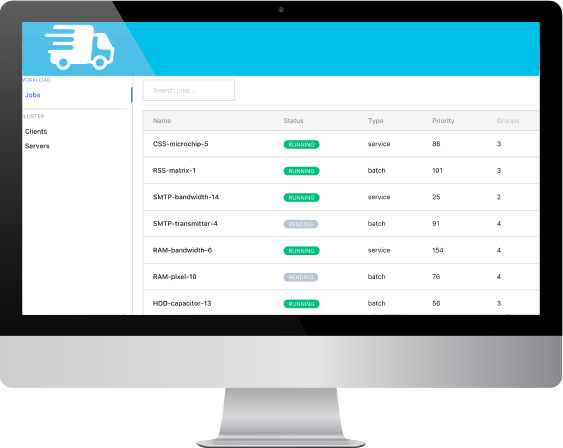 WORKLOAD
Jobs
CLUSTER
Clients
Servers
Search jobs...
Name Status Type Priority Groups
CSS-microchip-5 RUNNING service 86 3
RSS-matrix-1 RUNNING batch 101 3
SMTP-bandwidth-14 RUNNING service 25 2
SMTP-transmitter-4 PENDING batch 91 4
RAM-bandwidth-6 RUNNING service 154 4
RAM-pixel-10 PENDING batch 76 4
HDD-capacitor-13 RUNNING batch 56 3